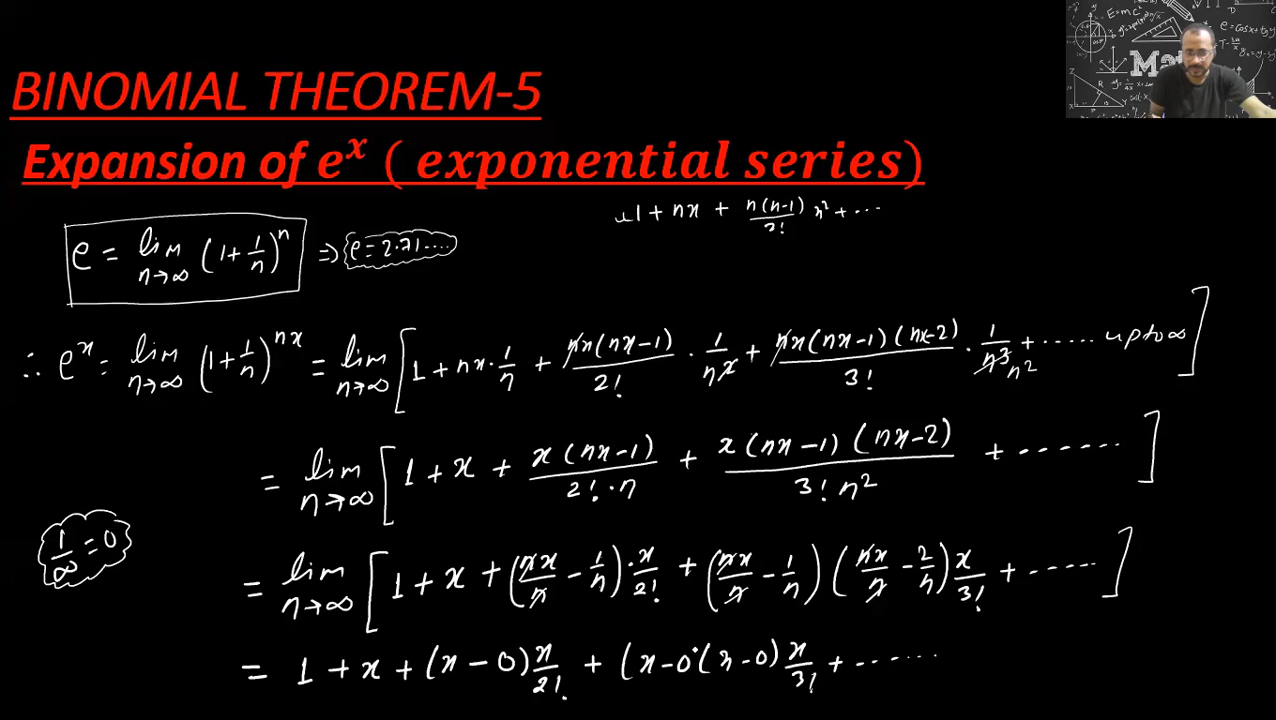 BINOMIAL THEOREM-5
Expansion of e^x ( exponential series)
1 + nx + n(n-1)/2! x² + ...
e = lim n→∞ (1+1/n)^n ⇒ e = 2.71....
∴ e^x = lim n→∞ (1+1/n)^nx = lim n→∞ [1 + nx·1/n + nx(nx-1)/2! · 1/n² + nx(nx-1)(nx-2)/3! · 1/n³ n² + ..... upto ∞]
= lim n→∞ [1 + x + x(nx-1)/2!·n + x(nx-1)(nx-2)/3! n² + .......]
1/∞ = 0
= lim n→∞ [1 + x + (nx/n - 1/n)·x/2! + (nx/n - 1/n)(nx/n - 2/n) x/3! + ......]
= 1 + x + (x-0) x/2! + (x-0)(x-0) x/3! + .......
E=mc²
Mat